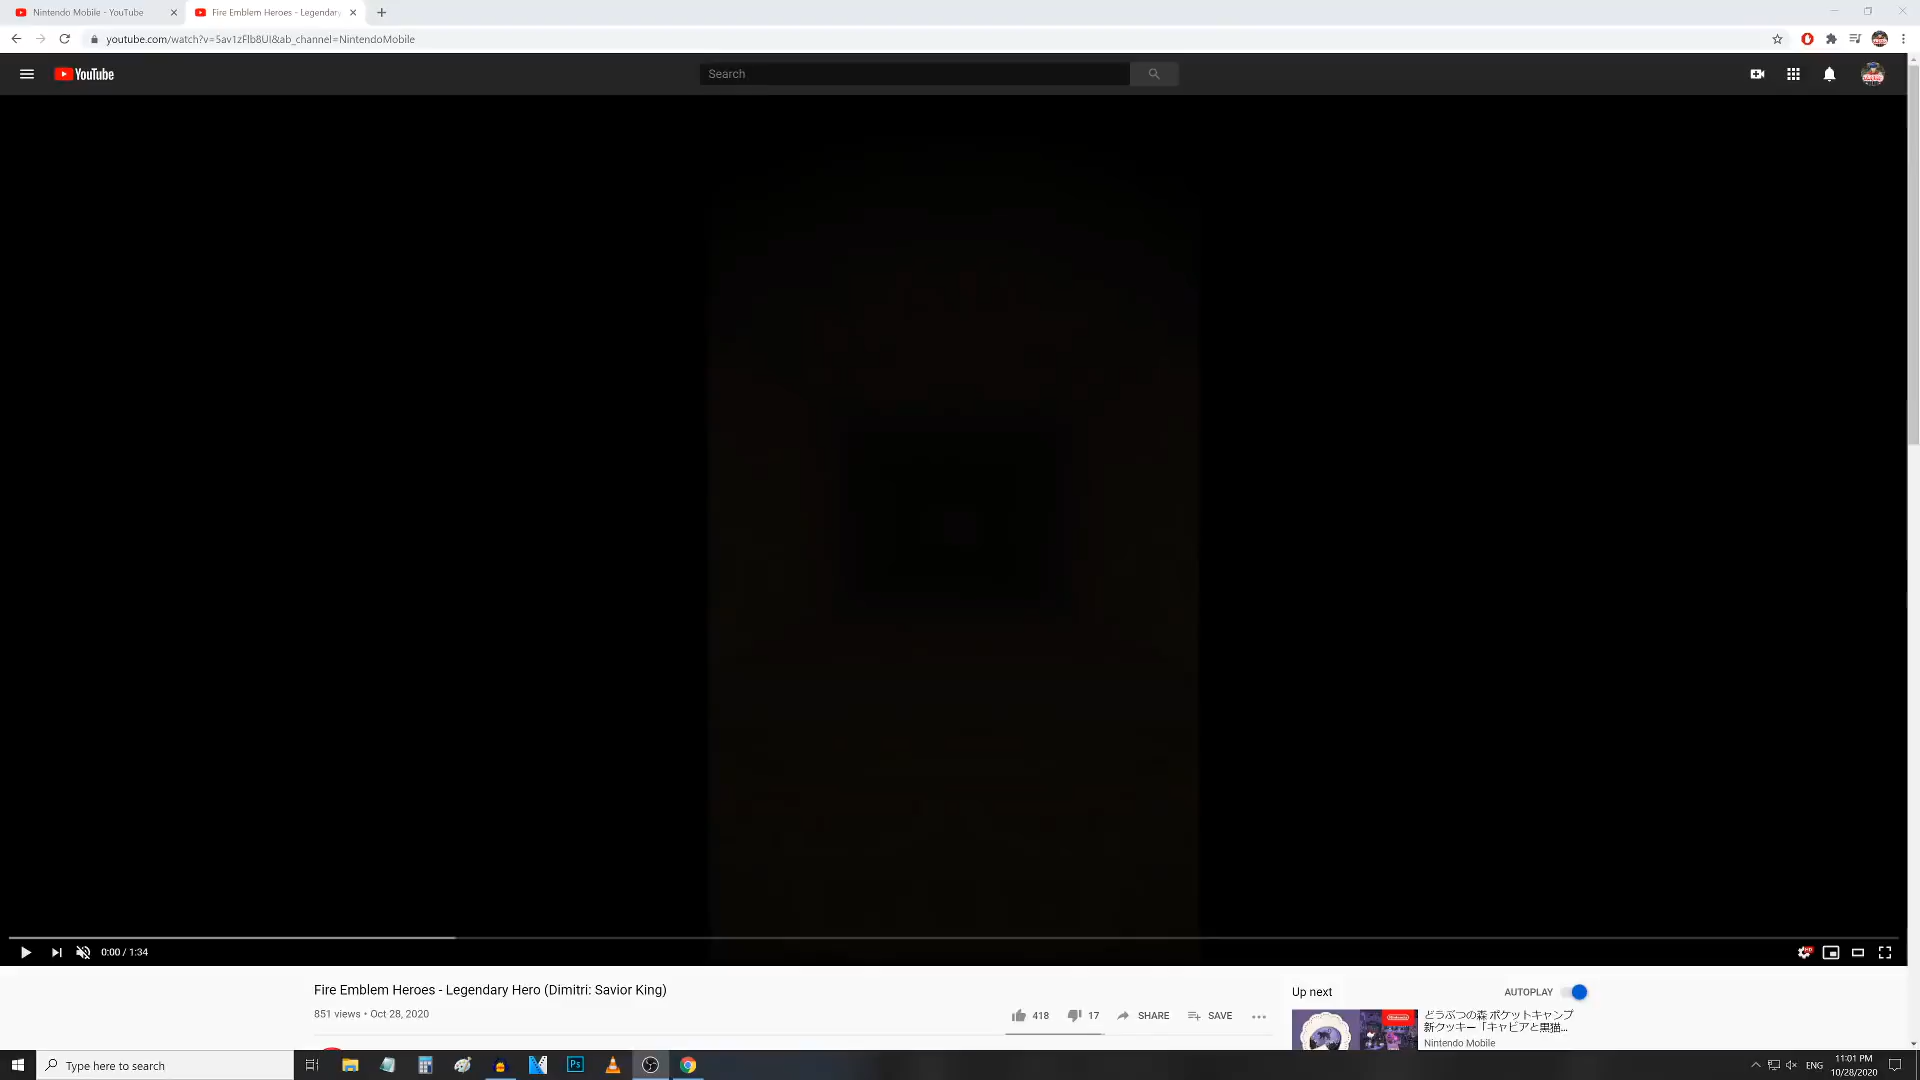 Nintendo Mobile - YouTube
Fire Emblem Heroes - Legendary
youtube.com/watch?v=5av1zFlb8UI&ab_channel=NintendoMobile
YouTube
Search
0:00 / 1:34
HD
Fire Emblem Heroes - Legendary Hero (Dimitri: Savior King)
851 views • Oct 28, 2020
418
17
SHARE
SAVE
Up next
AUTOPLAY
Nintendo
どうぶつの森 ポケットキャンプ
新クッキー「キャビアと黒猫...
Nintendo Mobile
Type here to search
Ps
ENG
11:01 PM
10/28/2020